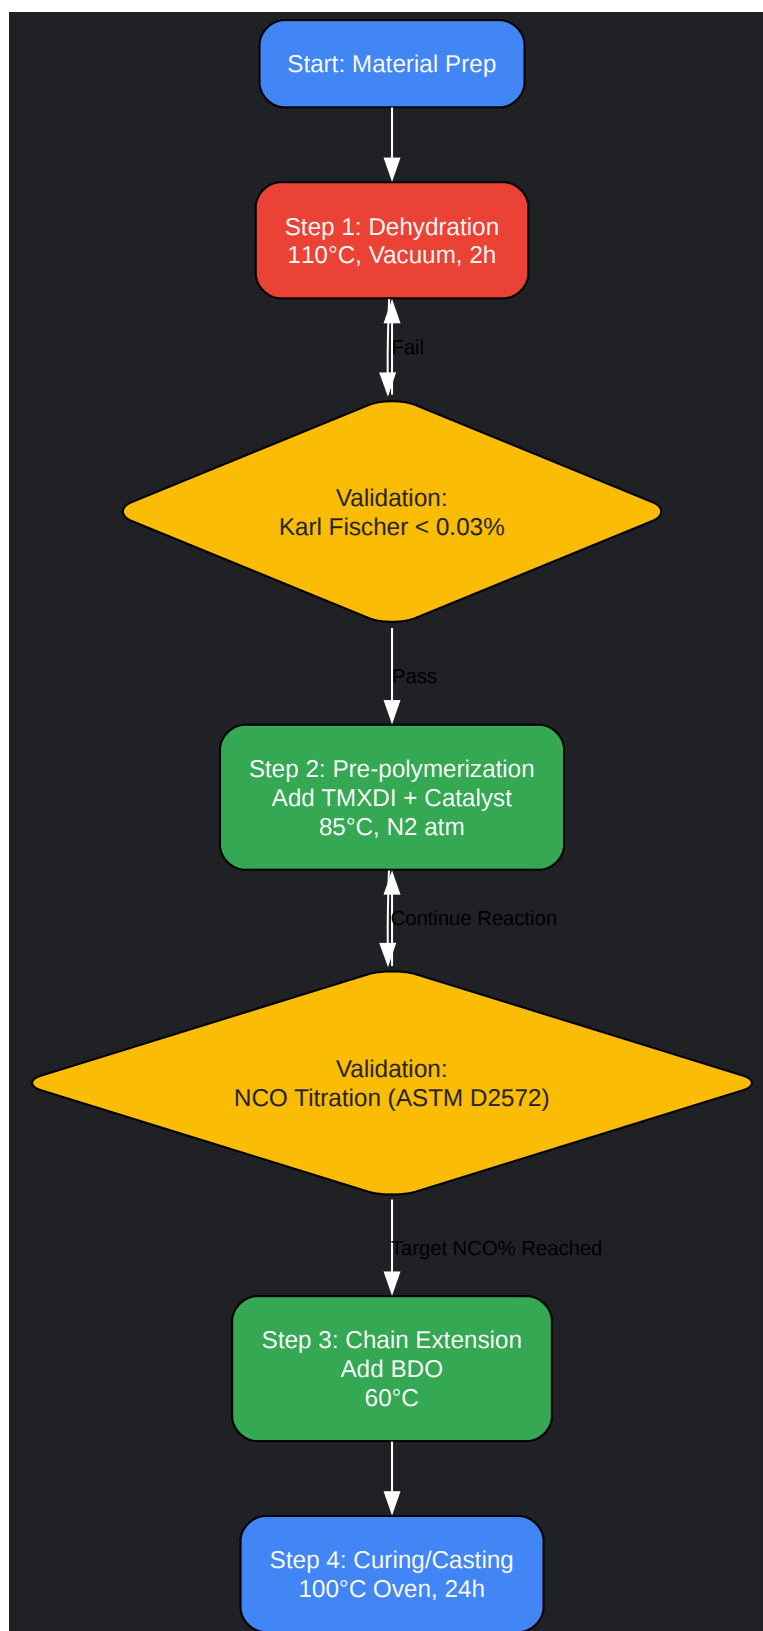 Start: Material Prep
Step 1: Dehydration
110°C, Vacuum, 2h
Fail
Validation:
Karl Fischer < 0.03%
Pass
Step 2: Pre-polymerization
Add TMXDI + Catalyst
85°C, N2 atm
Continue Reaction
Validation:
NCO Titration (ASTM D2572)
Target NCO% Reached
Step 3: Chain Extension
Add BDO
60°C
Step 4: Curing/Casting
100°C Oven, 24h